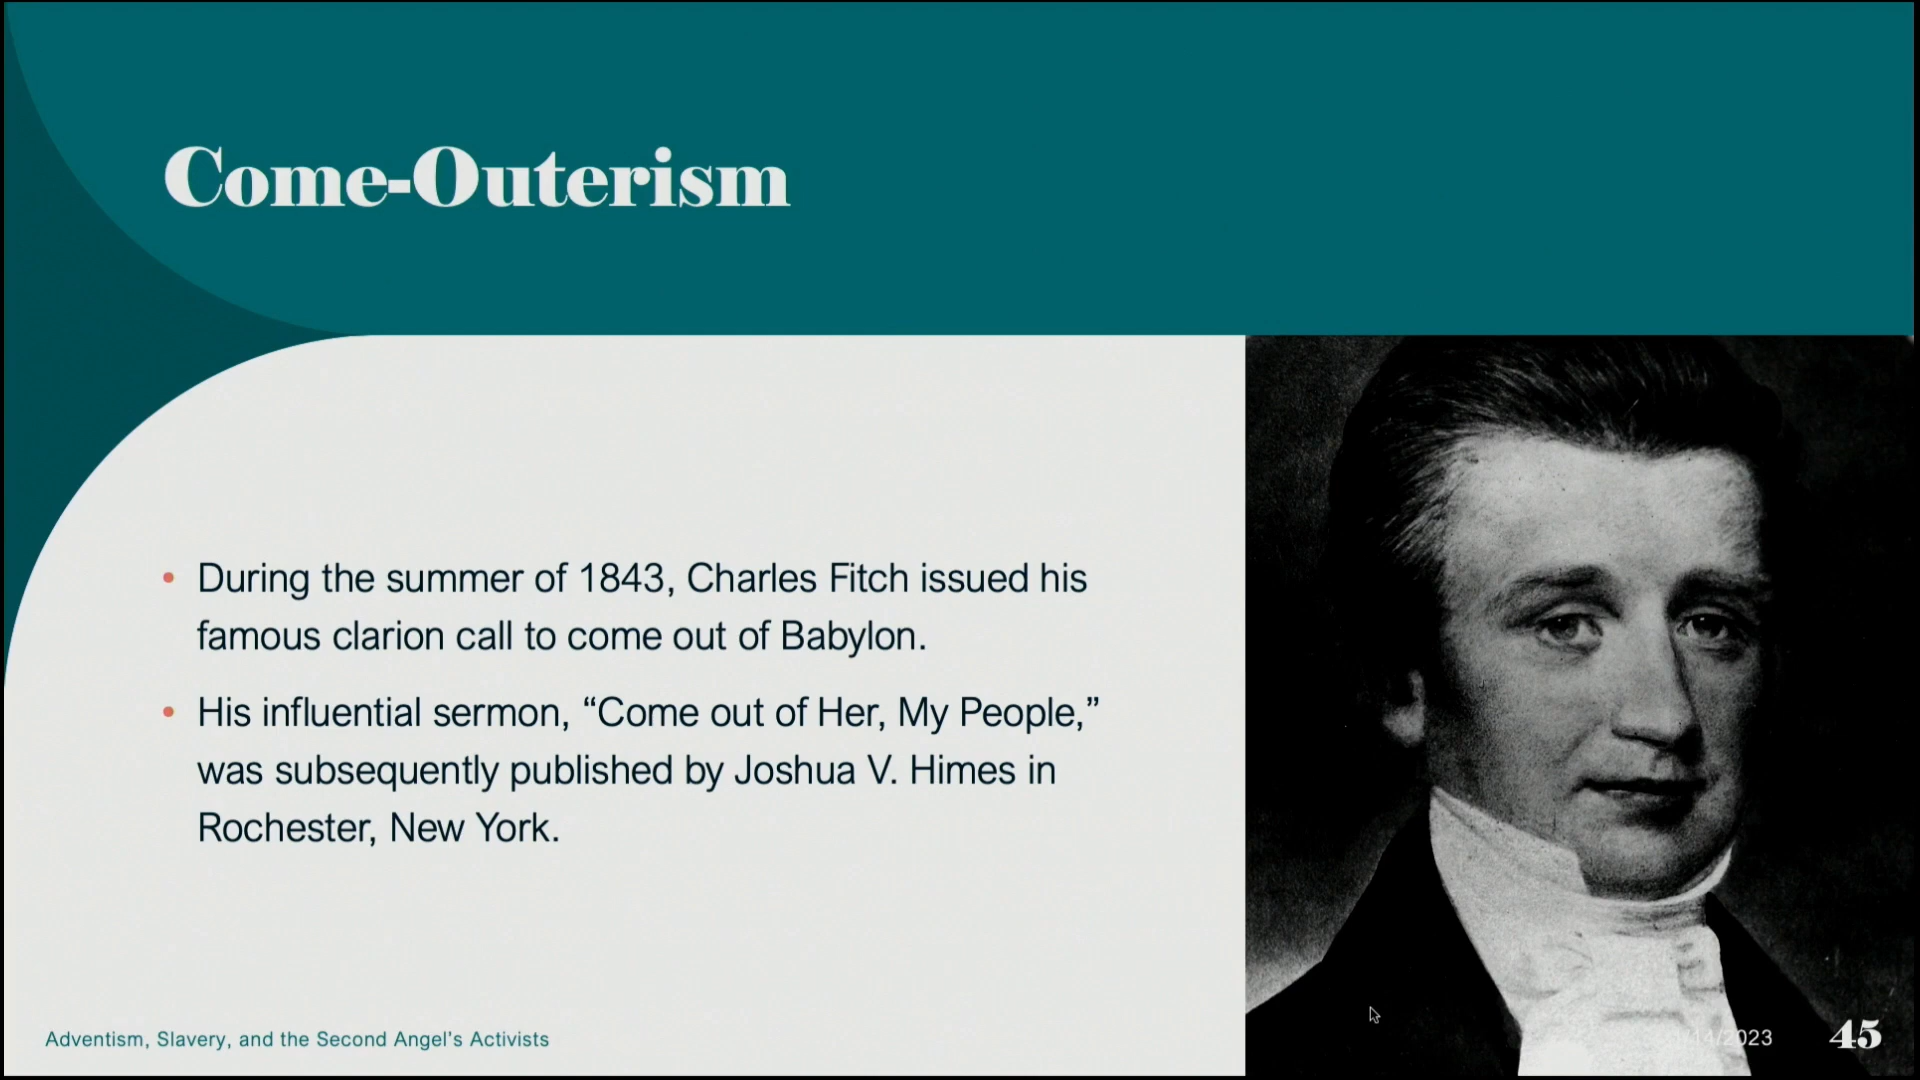 Come-Outerism
• During the summer of 1843, Charles Fitch issued his
famous clarion call to come out of Babylon.
• His influential sermon, “Come out of Her, My People,”
was subsequently published by Joshua V. Himes in
Rochester, New York.
Adventism, Slavery, and the Second Angel's Activists
/14/2023
45